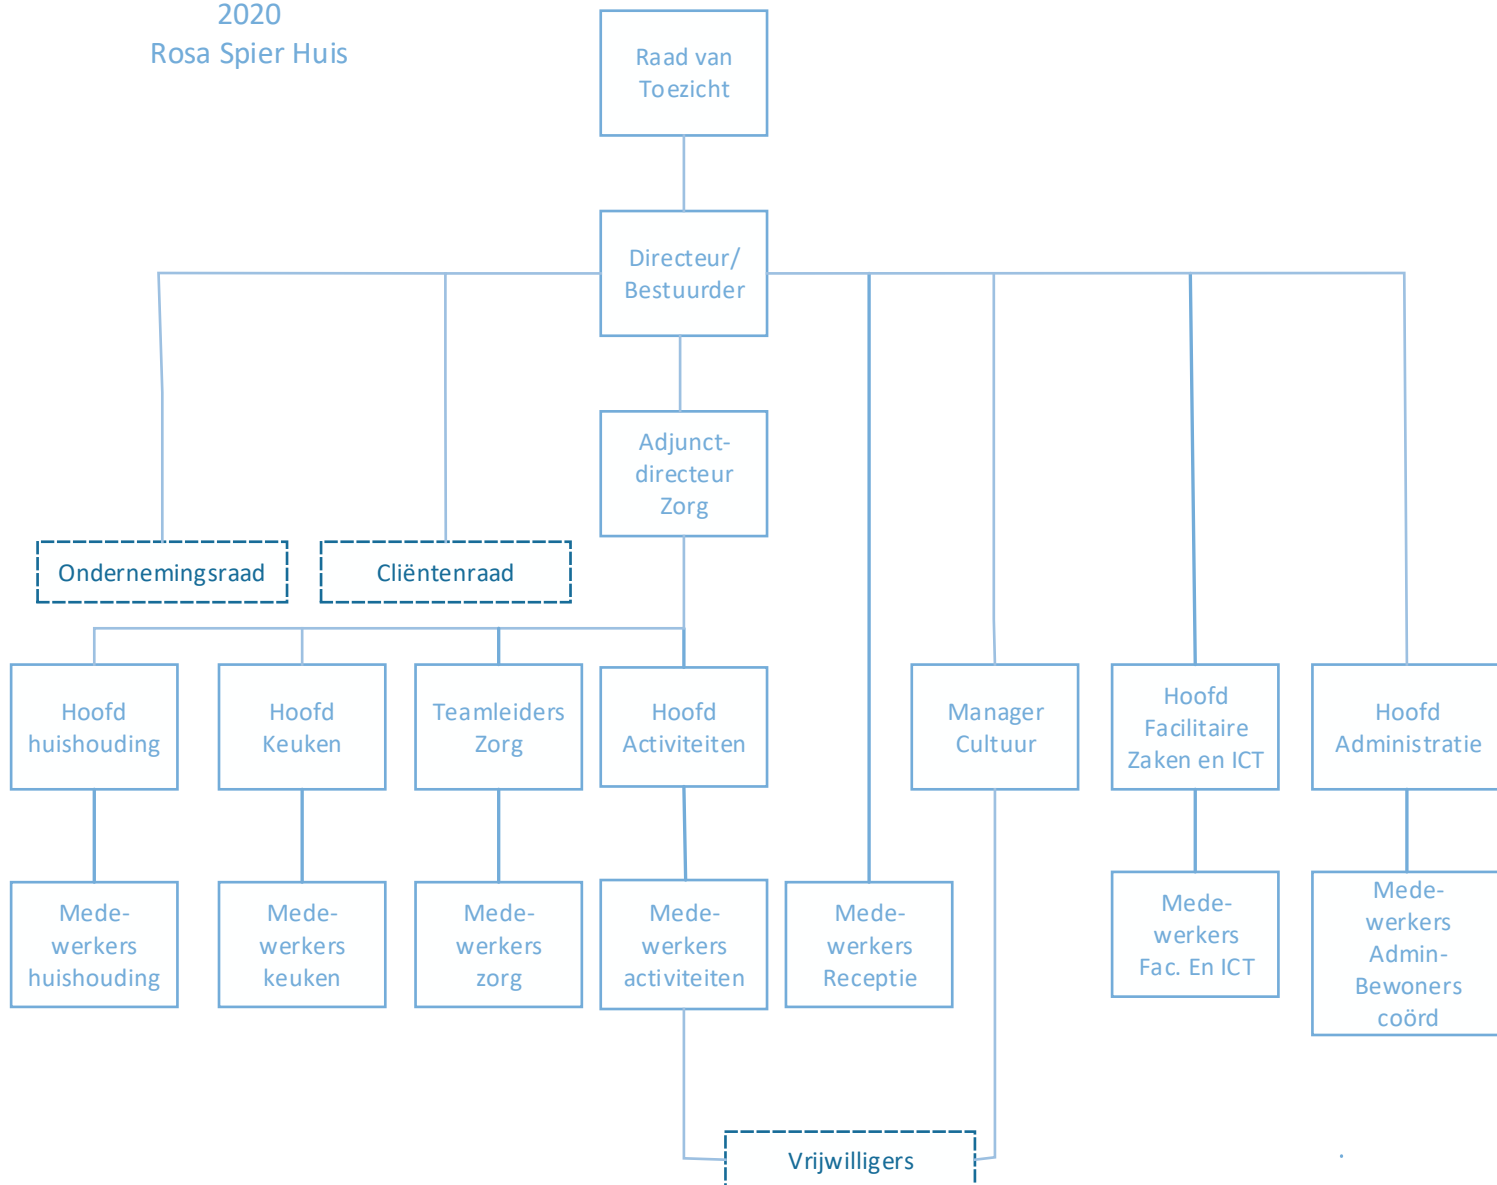 2020
Rosa Spier Huis
Raad van
Toezicht
Directeur/
Bestuurder
Adjunct-
directeur
Zorg
Ondernemingsraad
Cliëntenraad
Hoofd
huishouding
Hoofd
Keuken
Teamleiders
Zorg
Hoofd
Activiteiten
Manager
Cultuur
Hoofd
Facilitaire
Zaken en ICT
Hoofd
Administratie
Mede-
werkers
huishouding
Mede-
werkers
keuken
Mede-
werkers
zorg
Mede-
werkers
activiteiten
Mede-
werkers
Receptie
Mede-
werkers
Fac. En ICT
Mede-
werkers
Admin-
Bewoners
coörd
Vrijwilligers